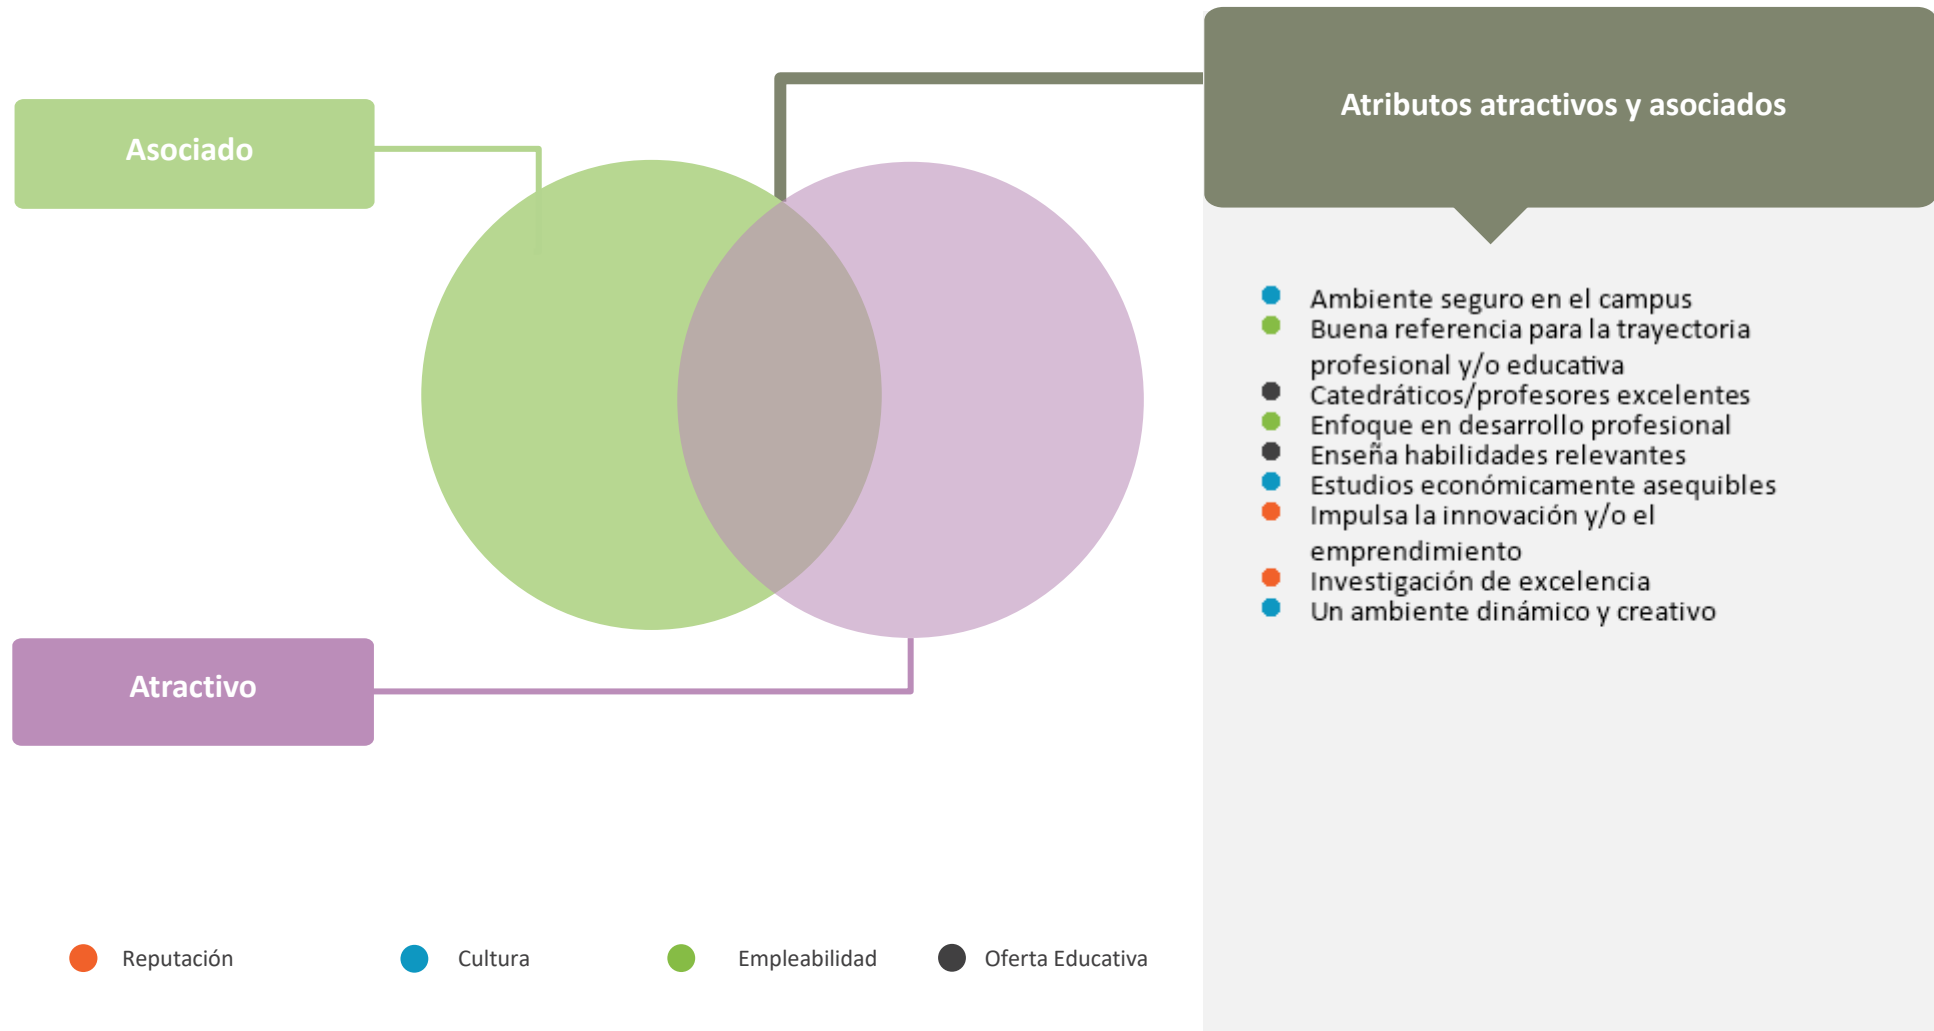 Asociado
Atractivo
Atributos atractivos y asociados
Ambiente seguro en el campus
Buena referencia para la trayectoria
profesional y/o educativa
Catedráticos/profesores excelentes
Enfoque en desarrollo profesional
Enseña habilidades relevantes
Estudios económicamente asequibles
Impulsa la innovación y/o el
emprendimiento
Investigación de excelencia
Un ambiente dinámico y creativo
Reputación
Cultura
Empleabilidad
Oferta Educativa